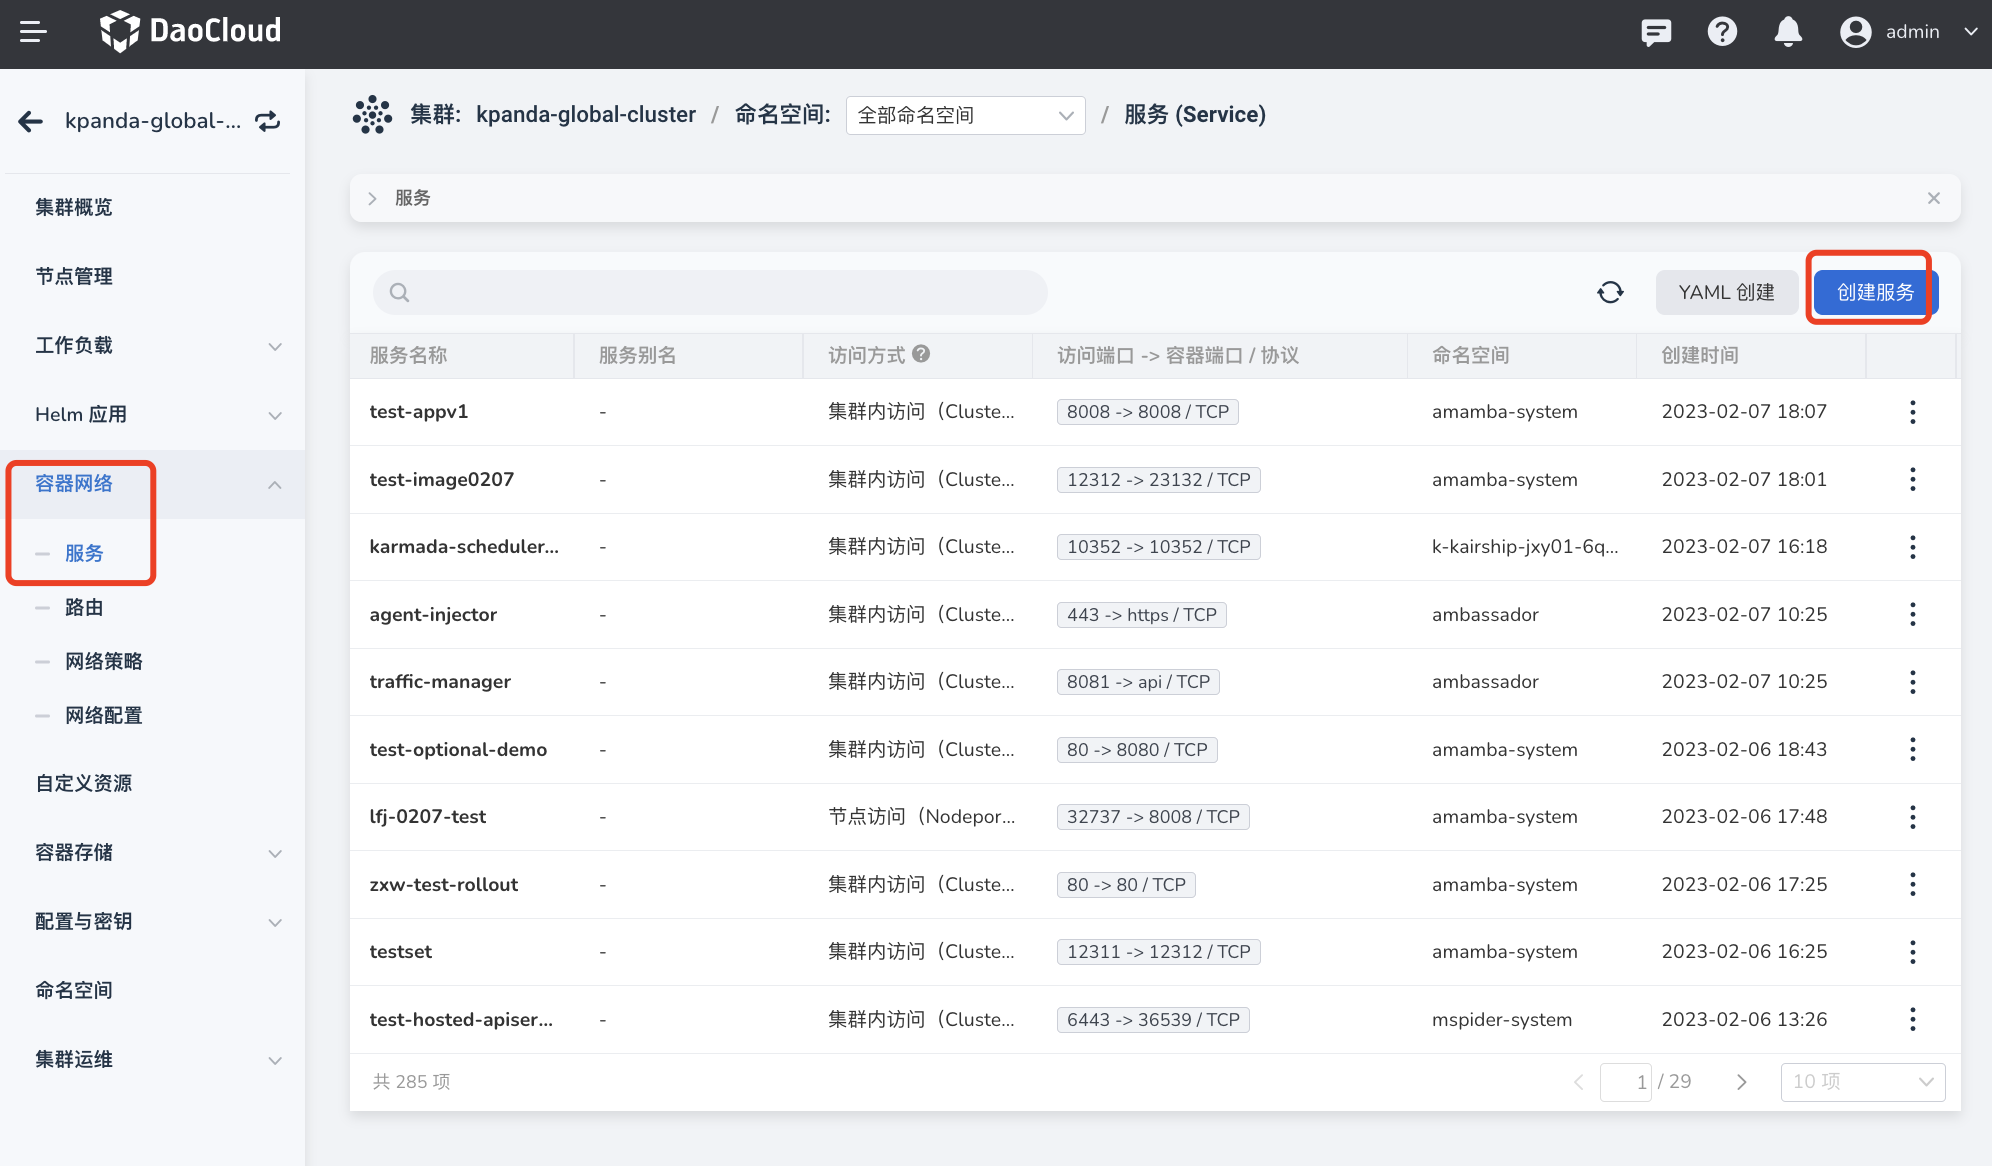 DaoCloud
admin
kpanda-global-...
集群概览
节点管理
工作负载
Helm 应用
容器网络
服务
路由
网络策略
网络配置
自定义资源
容器存储
配置与密钥
命名空间
集群运维
集群: kpanda-global-cluster / 命名空间: 全部命名空间 / 服务 (Service)
服务
YAML 创建 创建服务
服务名称 服务别名 访问方式 访问端口 -> 容器端口 / 协议 命名空间 创建时间
test-appv1 - 集群内访问（Cluste... 8008 -> 8008 / TCP amamba-system 2023-02-07 18:07
test-image0207 - 集群内访问（Cluste... 12312 -> 23132 / TCP amamba-system 2023-02-07 18:01
karmada-scheduler... - 集群内访问（Cluste... 10352 -> 10352 / TCP k-kairship-jxy01-6q... 2023-02-07 16:18
agent-injector - 集群内访问（Cluste... 443 -> https / TCP ambassador 2023-02-07 10:25
traffic-manager - 集群内访问（Cluste... 8081 -> api / TCP ambassador 2023-02-07 10:25
test-optional-demo - 集群内访问（Cluste... 80 -> 8080 / TCP amamba-system 2023-02-06 18:43
lfj-0207-test - 节点访问（Nodepor... 32737 -> 8008 / TCP amamba-system 2023-02-06 17:48
zxw-test-rollout - 集群内访问（Cluste... 80 -> 80 / TCP amamba-system 2023-02-06 17:25
testset - 集群内访问（Cluste... 12311 -> 12312 / TCP amamba-system 2023-02-06 16:25
test-hosted-apiser... - 集群内访问（Cluste... 6443 -> 36539 / TCP mspider-system 2023-02-06 13:26
共 285 项 1 / 29 10 项